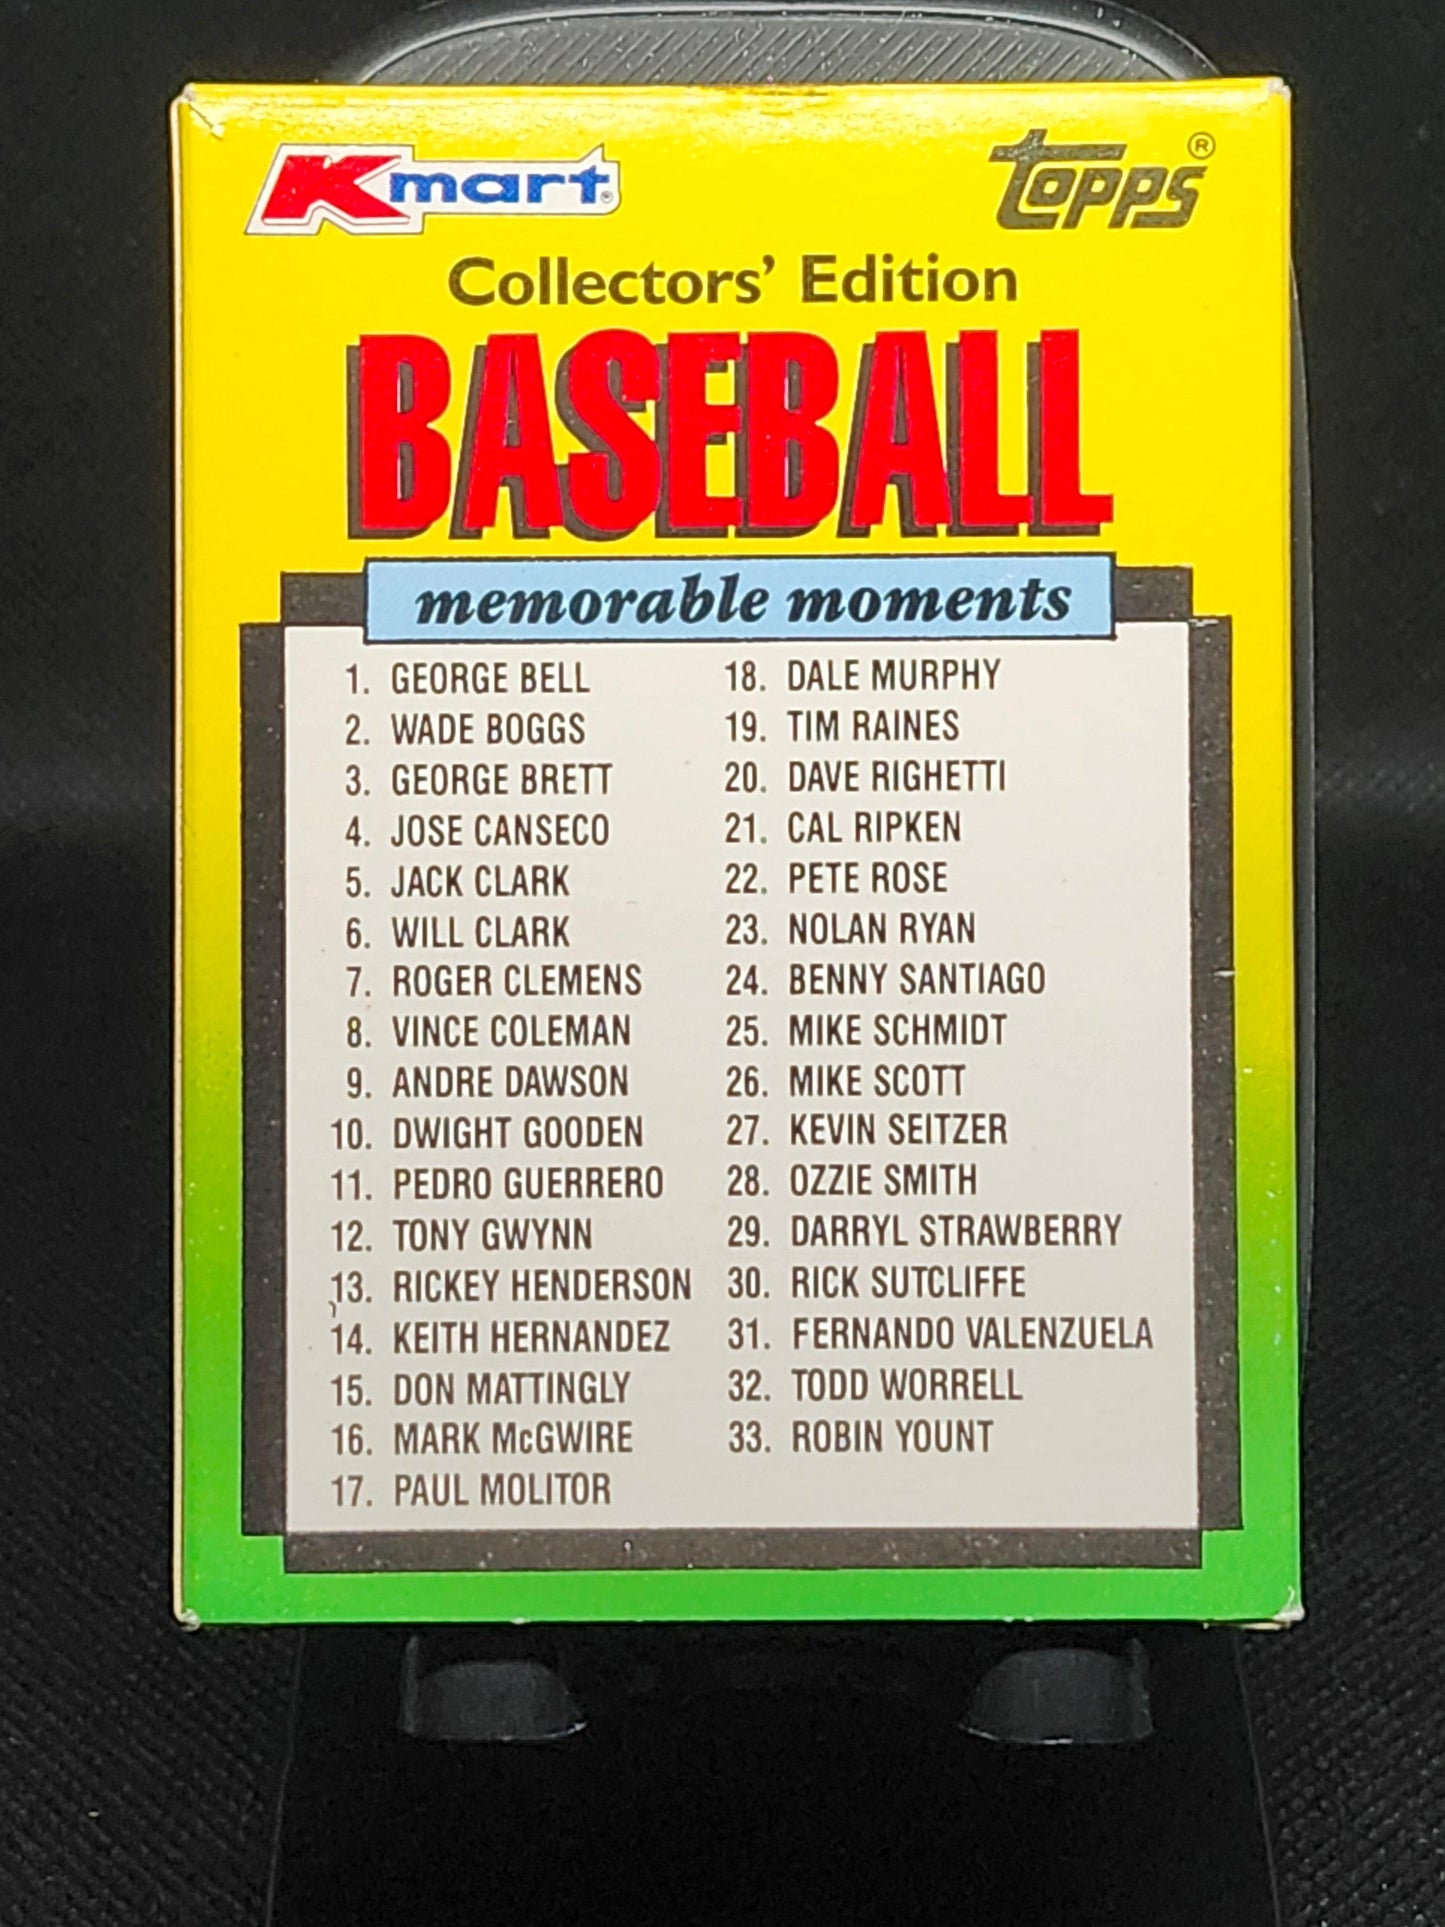 Kmart®
topps®
Collectors' Edition
BASEBALL
memorable moments
1. GEORGE BELL
2. WADE BOGGS
3. GEORGE BRETT
4. JOSE CANSECO
5. JACK CLARK
6. WILL CLARK
7. ROGER CLEMENS
8. VINCE COLEMAN
9. ANDRE DAWSON
10. DWIGHT GOODEN
11. PEDRO GUERRERO
12. TONY GWYNN
13. RICKEY HENDERSON
14. KEITH HERNANDEZ
15. DON MATTINGLY
16. MARK McGWIRE
17. PAUL MOLITOR
18. DALE MURPHY
19. TIM RAINES
20. DAVE RIGHETTI
21. CAL RIPKEN
22. PETE ROSE
23. NOLAN RYAN
24. BENNY SANTIAGO
25. MIKE SCHMIDT
26. MIKE SCOTT
27. KEVIN SEITZER
28. OZZIE SMITH
29. DARRYL STRAWBERRY
30. RICK SUTCLIFFE
31. FERNANDO VALENZUELA
32. TODD WORRELL
33. ROBIN YOUNT